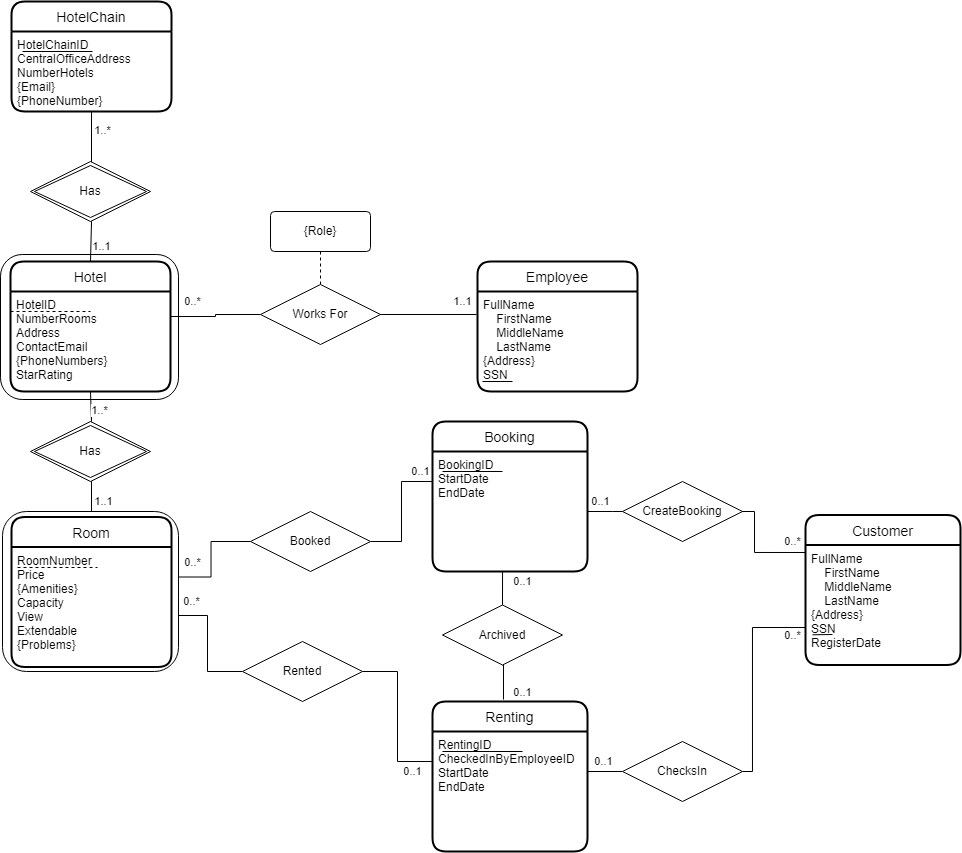 HotelChain
HotelChainID
CentralOfficeAddress
NumberHotels
{Email}
{PhoneNumber}
1..*
Has
1..1
Hotel
HotelID
NumberRooms
Address
ContactEmail
{PhoneNumbers}
StarRating
0..*
{Role}
Works For
1..1
Employee
FullName
FirstName
MiddleName
LastName
{Address}
SSN
1..*
Has
1..1
Room
RoomNumber
Price
{Amenities}
Capacity
View
Extendable
{Problems}
0..*
Booked
0..1
Booking
BookingID
StartDate
EndDate
0..1
CreateBooking
0..*
Customer
FullName
FirstName
MiddleName
LastName
{Address}
SSN
RegisterDate
0..1
Archived
0..1
0..*
Rented
0..1
Renting
RentingID
CheckedInByEmployeeID
StartDate
EndDate
0..1
ChecksIn
0..*